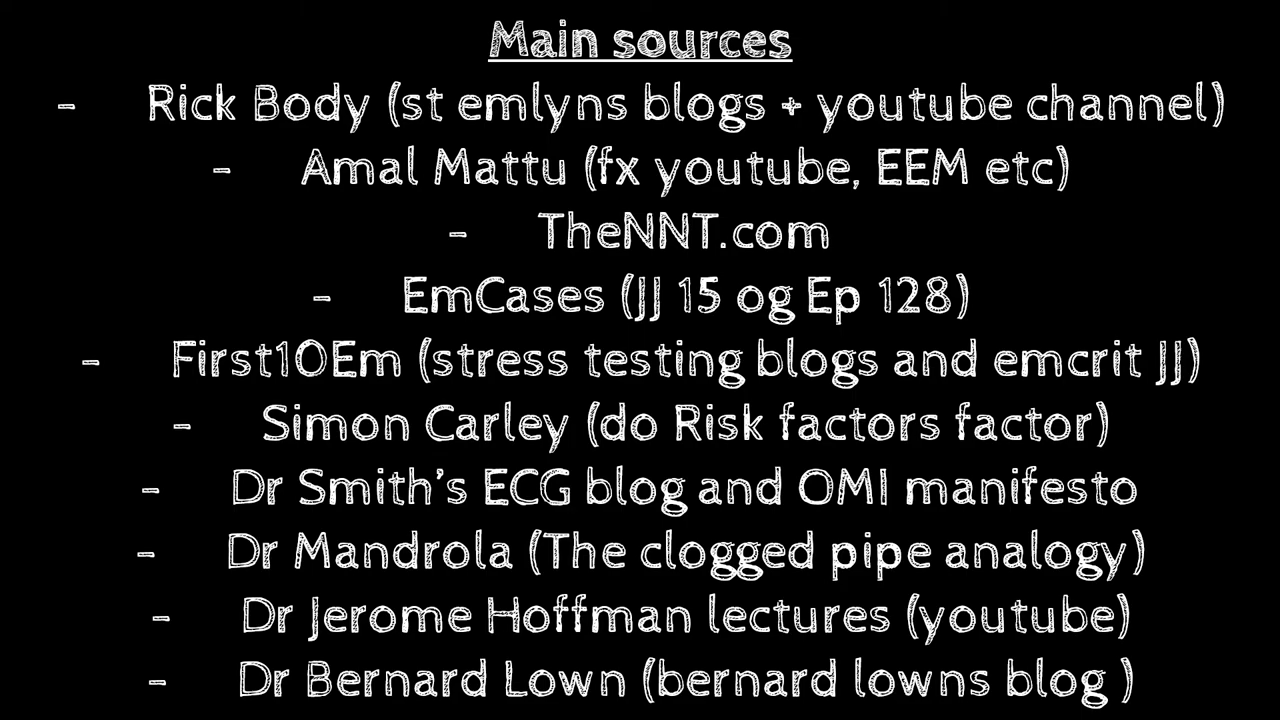 Main sources
- Rick Body (st emlyns blogs + youtube channel)
- Amal Mattu (fx youtube, EEM etc)
- TheNNT.com
- EmCases (JJ 15 og Ep 128)
- First10Em (stress testing blogs and emcrit JJ)
- Simon Carley (do Risk factors factor)
- Dr Smith's ECG blog and OMI manifesto
- Dr Mandrola (The clogged pipe analogy)
- Dr Jerome Hoffman lectures (youtube)
- Dr Bernard Lown (bernard lowns blog )